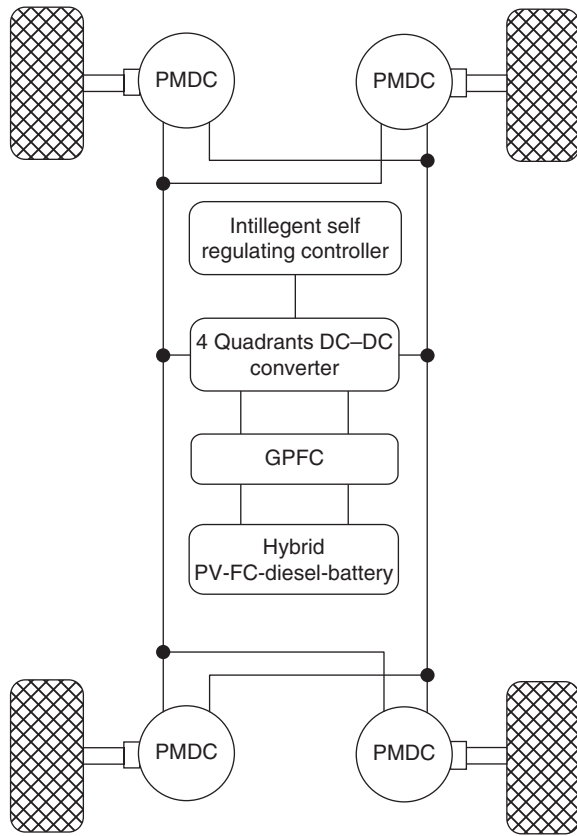 PMDC
PMDC
Intillegent self
regulating controller
4 Quadrants DC–DC
converter
GPFC
Hybrid
PV-FC-diesel-battery
PMDC
PMDC